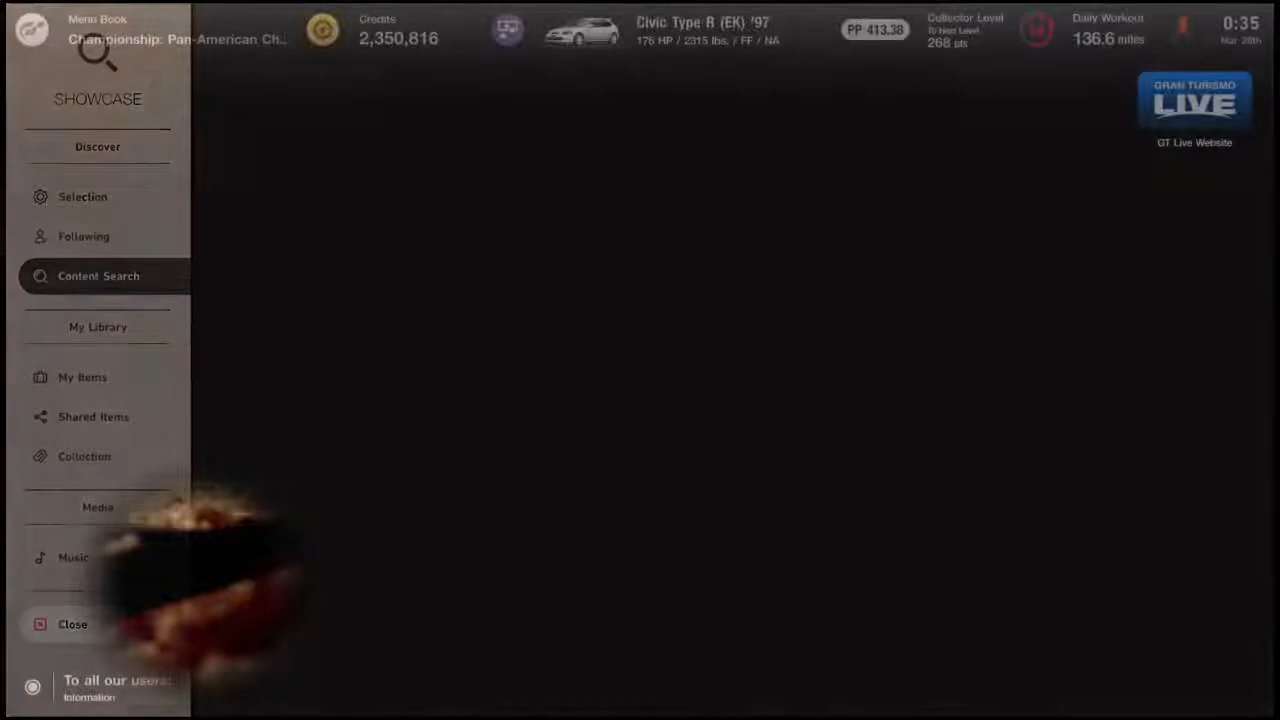 Menu Book
Championship: Pan-American Ch..
Credits
2,350,816
Civic Type R (EK) '97
176 HP / 2315 lbs. / FF / NA
PP 413.38
Collector Level
To Next Level
268 pts
Daily Workout
136.6 miles
0:35
Mar 20th
SHOWCASE
GRAN TURISMO
LIVE
GT Live Website
Discover
Selection
Following
Content Search
My Library
My Items
Shared Items
Collection
Media
Music
Close
To all our users:
Information